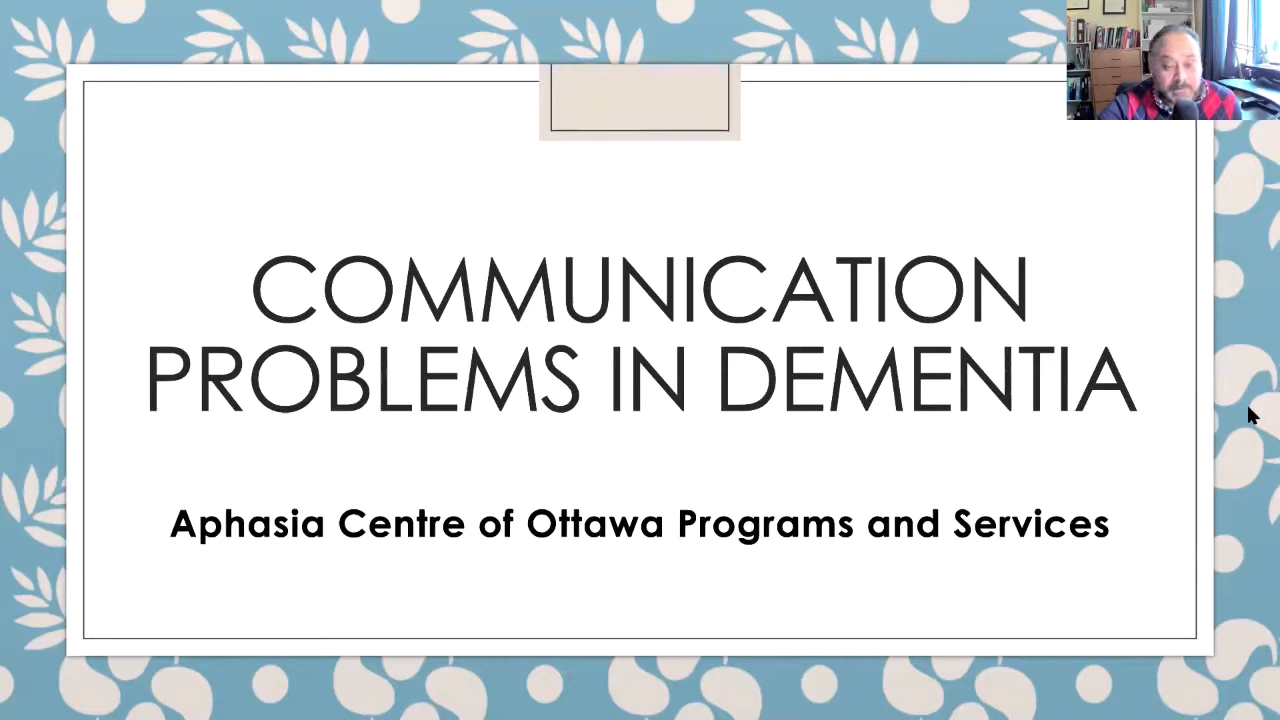 COMMUNICATION
PROBLEMS IN DEMENTIA
Aphasia Centre of Ottawa Programs and Services